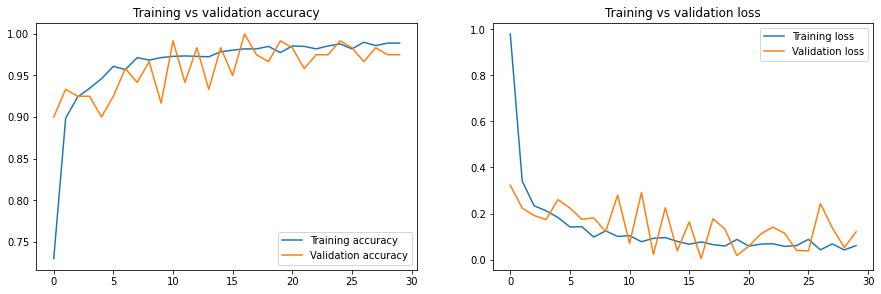 Training vs validation accuracy
1.00
0.95
0.90
0.85
0.80
0.75
Training accuracy
Validation accuracy
0 5 10 15 20 25 30
Training vs validation loss
1.0
0.8
0.6
0.4
0.2
0.0
Training loss
Validation loss
0 5 10 15 20 25 30